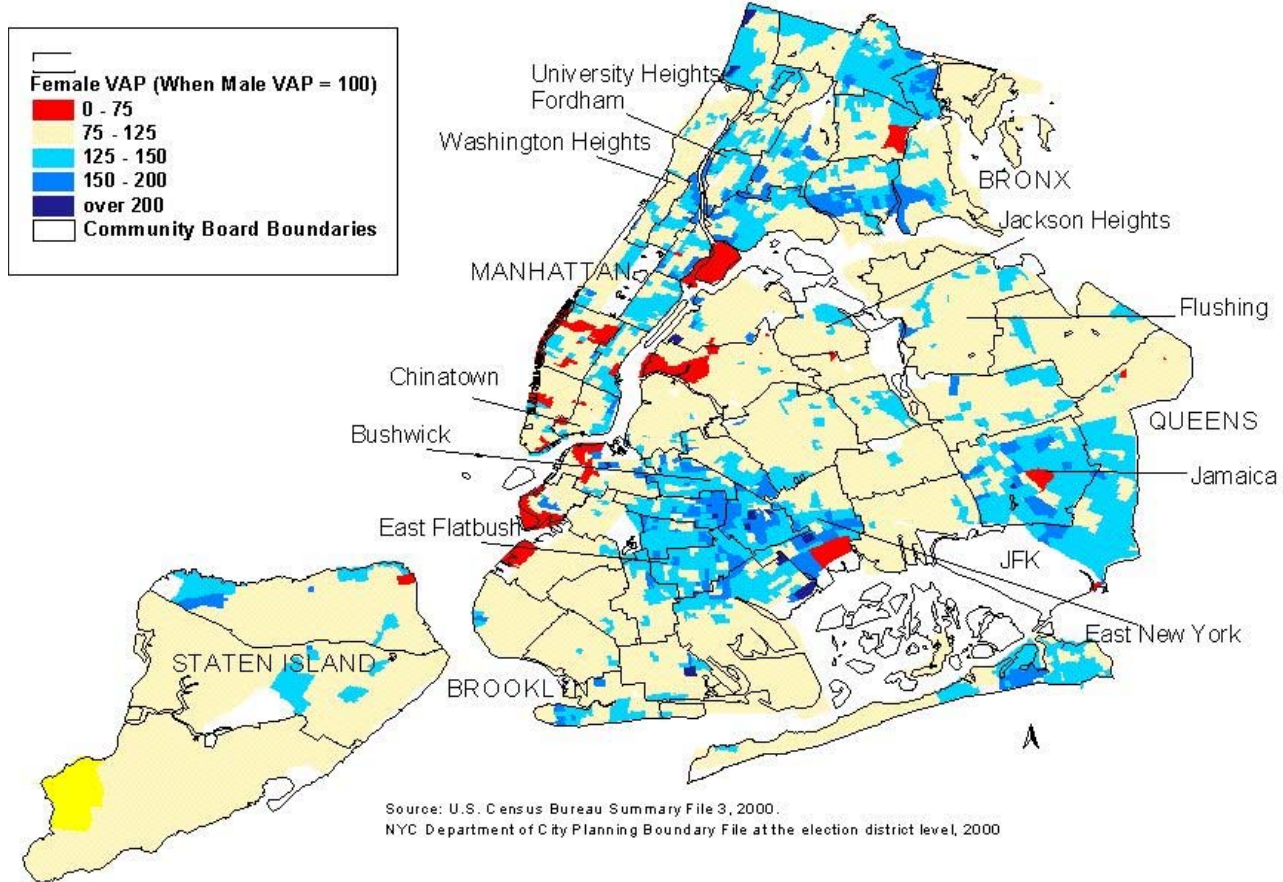 Female VAP (When Male VAP = 100)
0 - 75
75 - 125
125 - 150
150 - 200
over 200
Community Board Boundaries
University Heights
Fordham
Washington Heights
BRONX
Jackson Heights
MANHATTAN
Flushing
Chinatown
QUEENS
Bushwick
Jamaica
East Flatbush
JFK
East New York
STATEN ISLAND
BROOKLYN
Source: U.S. Census Bureau Summary File 3, 2000.
NYC Department of City Planning Boundary File at the election district level, 2000